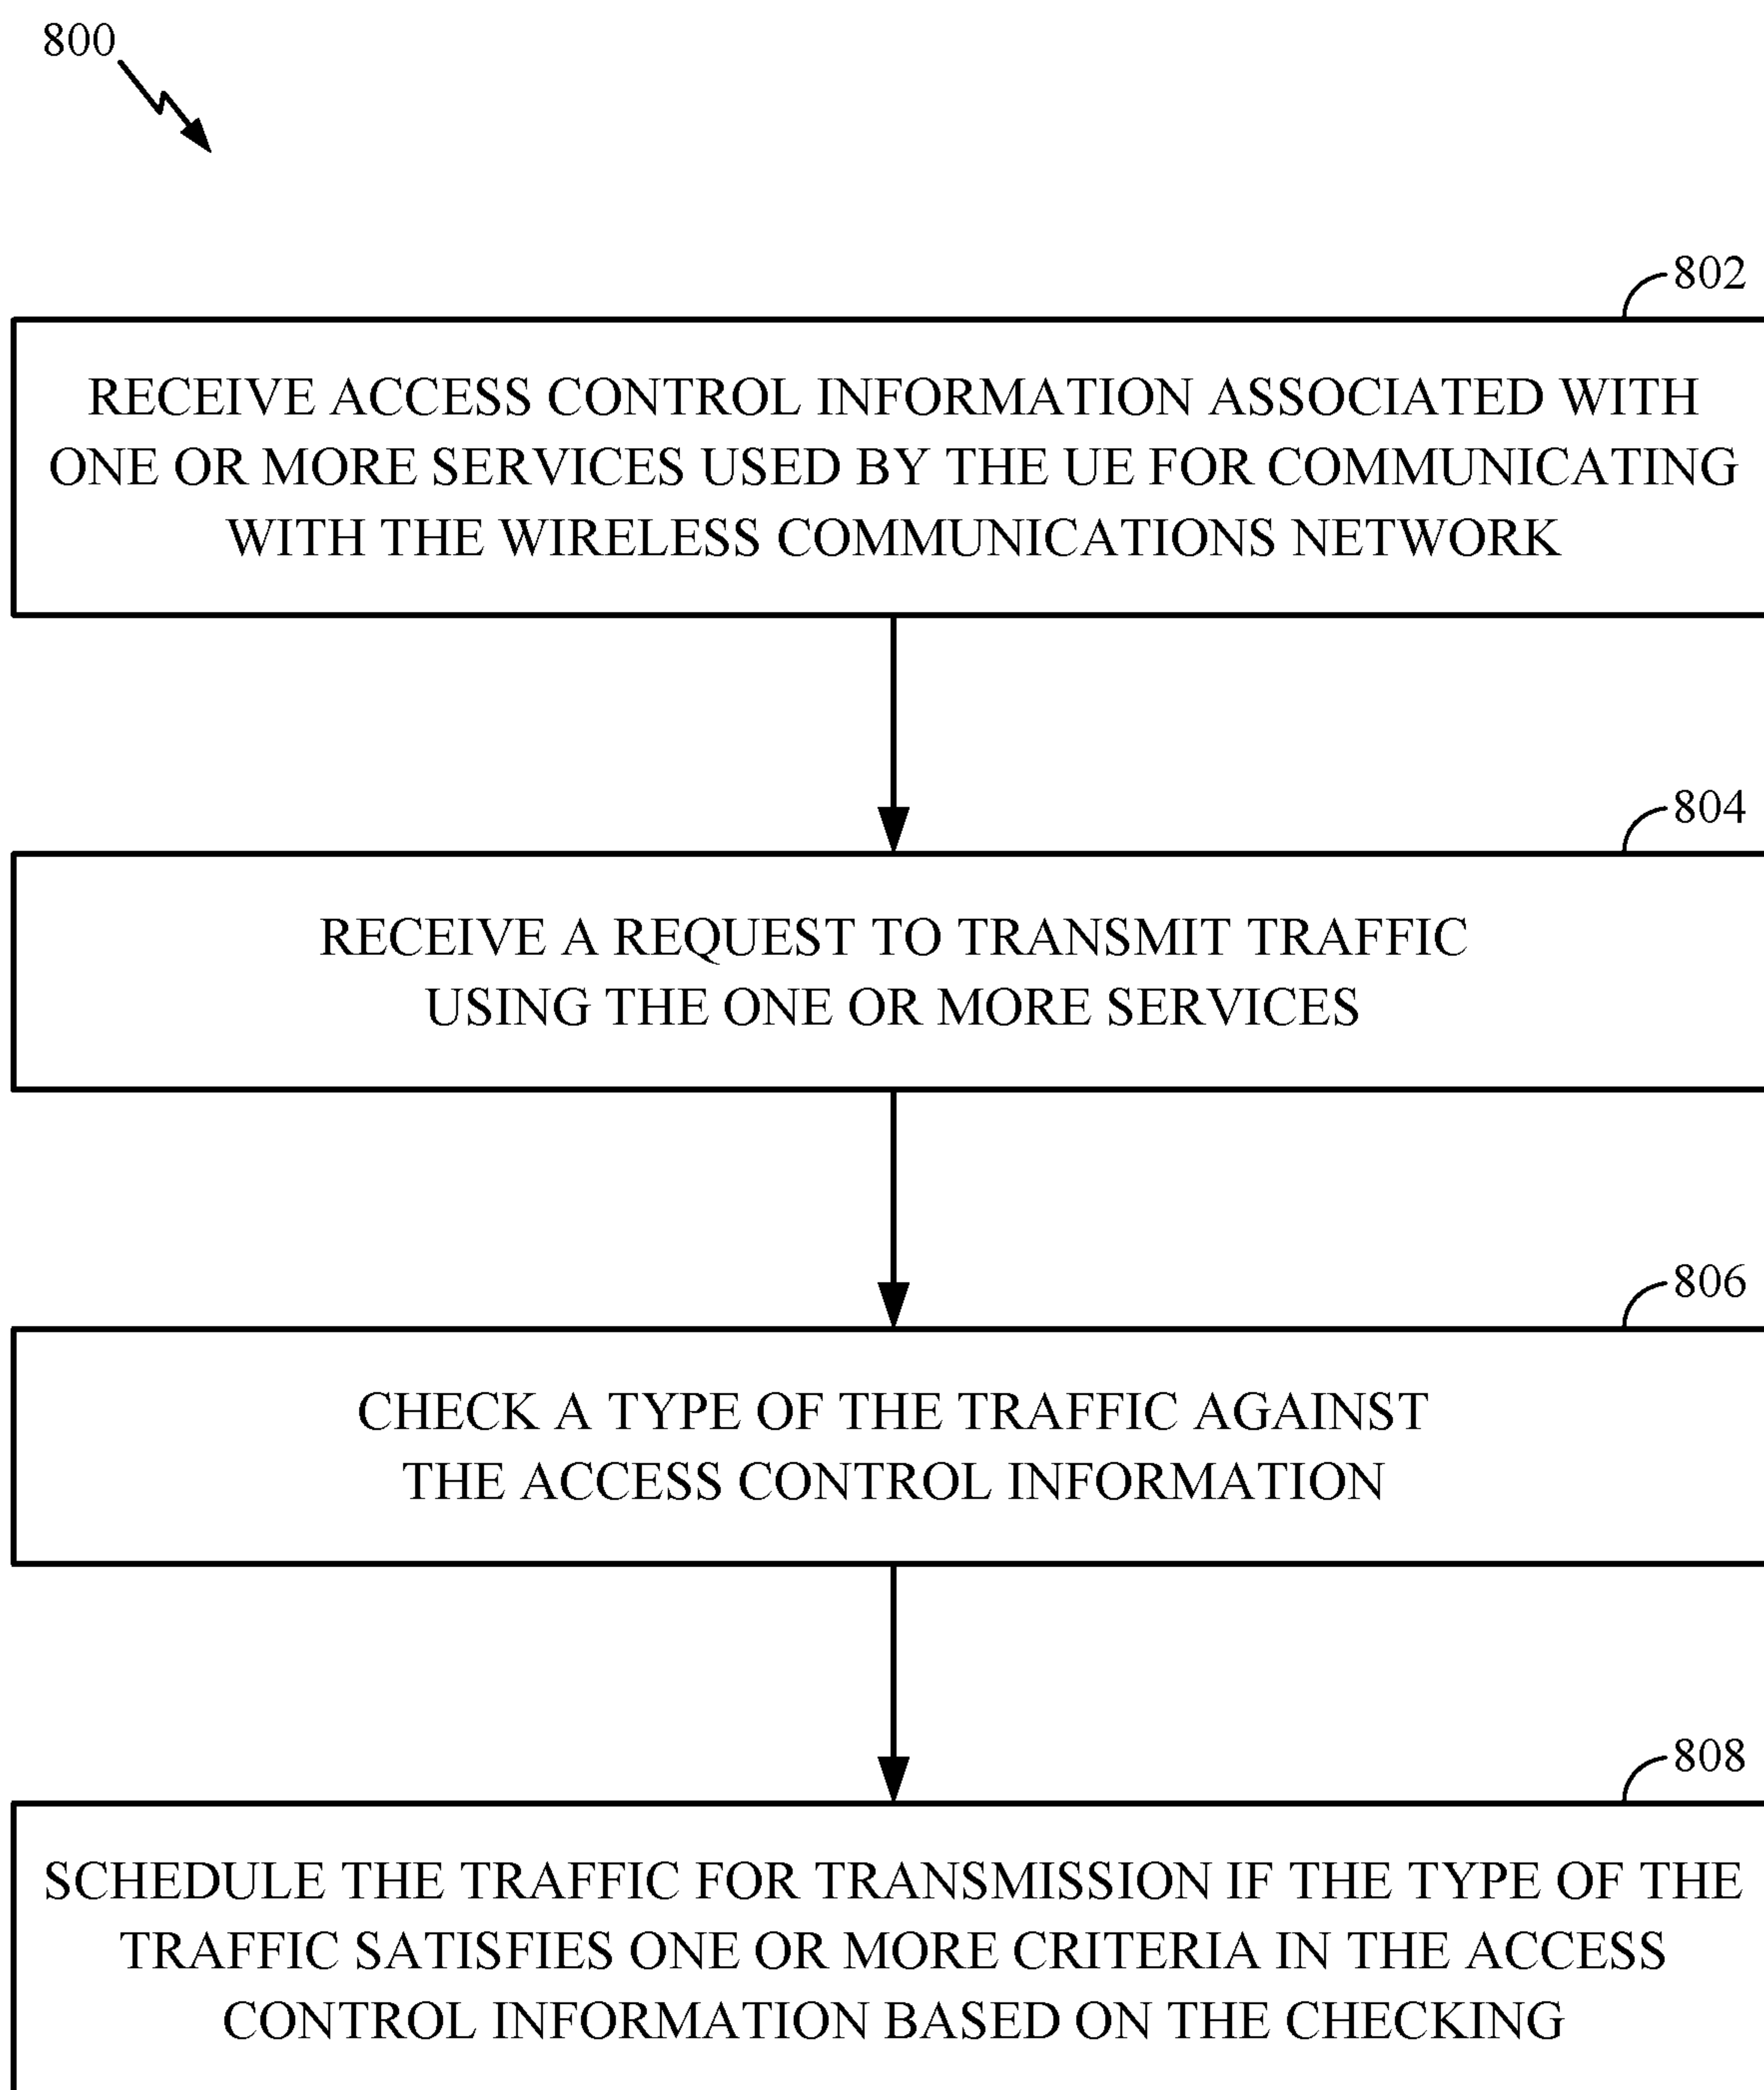 800
802
RECEIVE ACCESS CONTROL INFORMATION ASSOCIATED WITH
ONE OR MORE SERVICES USED BY THE UE FOR COMMUNICATING
WITH THE WIRELESS COMMUNICATIONS NETWORK
804
RECEIVE A REQUEST TO TRANSMIT TRAFFIC
USING THE ONE OR MORE SERVICES
806
CHECK A TYPE OF THE TRAFFIC AGAINST
THE ACCESS CONTROL INFORMATION
808
SCHEDULE THE TRAFFIC FOR TRANSMISSION IF THE TYPE OF THE
TRAFFIC SATISFIES ONE OR MORE CRITERIA IN THE ACCESS
CONTROL INFORMATION BASED ON THE CHECKING